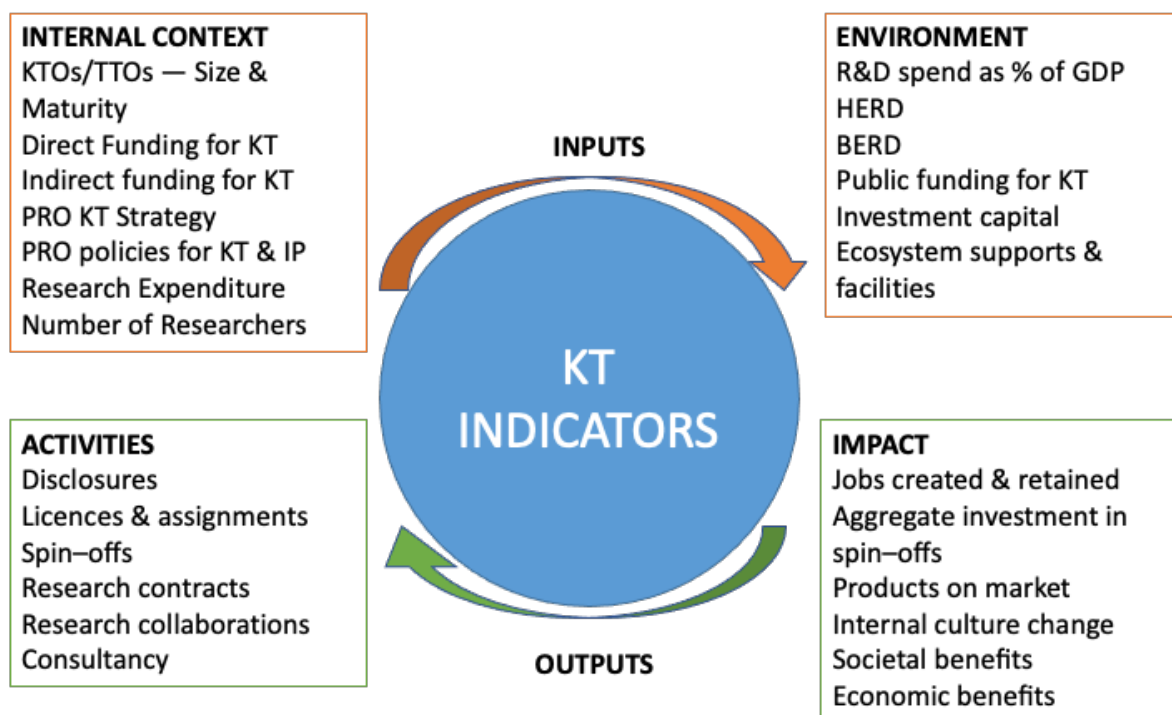 INTERNAL CONTEXT
KTOs/TTOs — Size &
Maturity
Direct Funding for KT
Indirect funding for KT
PRO KT Strategy
PRO policies for KT & IP
Research Expenditure
Number of Researchers
INPUTS
ENVIRONMENT
R&D spend as % of GDP
HERD
BERD
Public funding for KT
Investment capital
Ecosystem supports &
facilities
KT
INDICATORS
ACTIVITIES
Disclosures
Licences & assignments
Spin–offs
Research contracts
Research collaborations
Consultancy
OUTPUTS
IMPACT
Jobs created & retained
Aggregate investment in
spin–offs
Products on market
Internal culture change
Societal benefits
Economic benefits